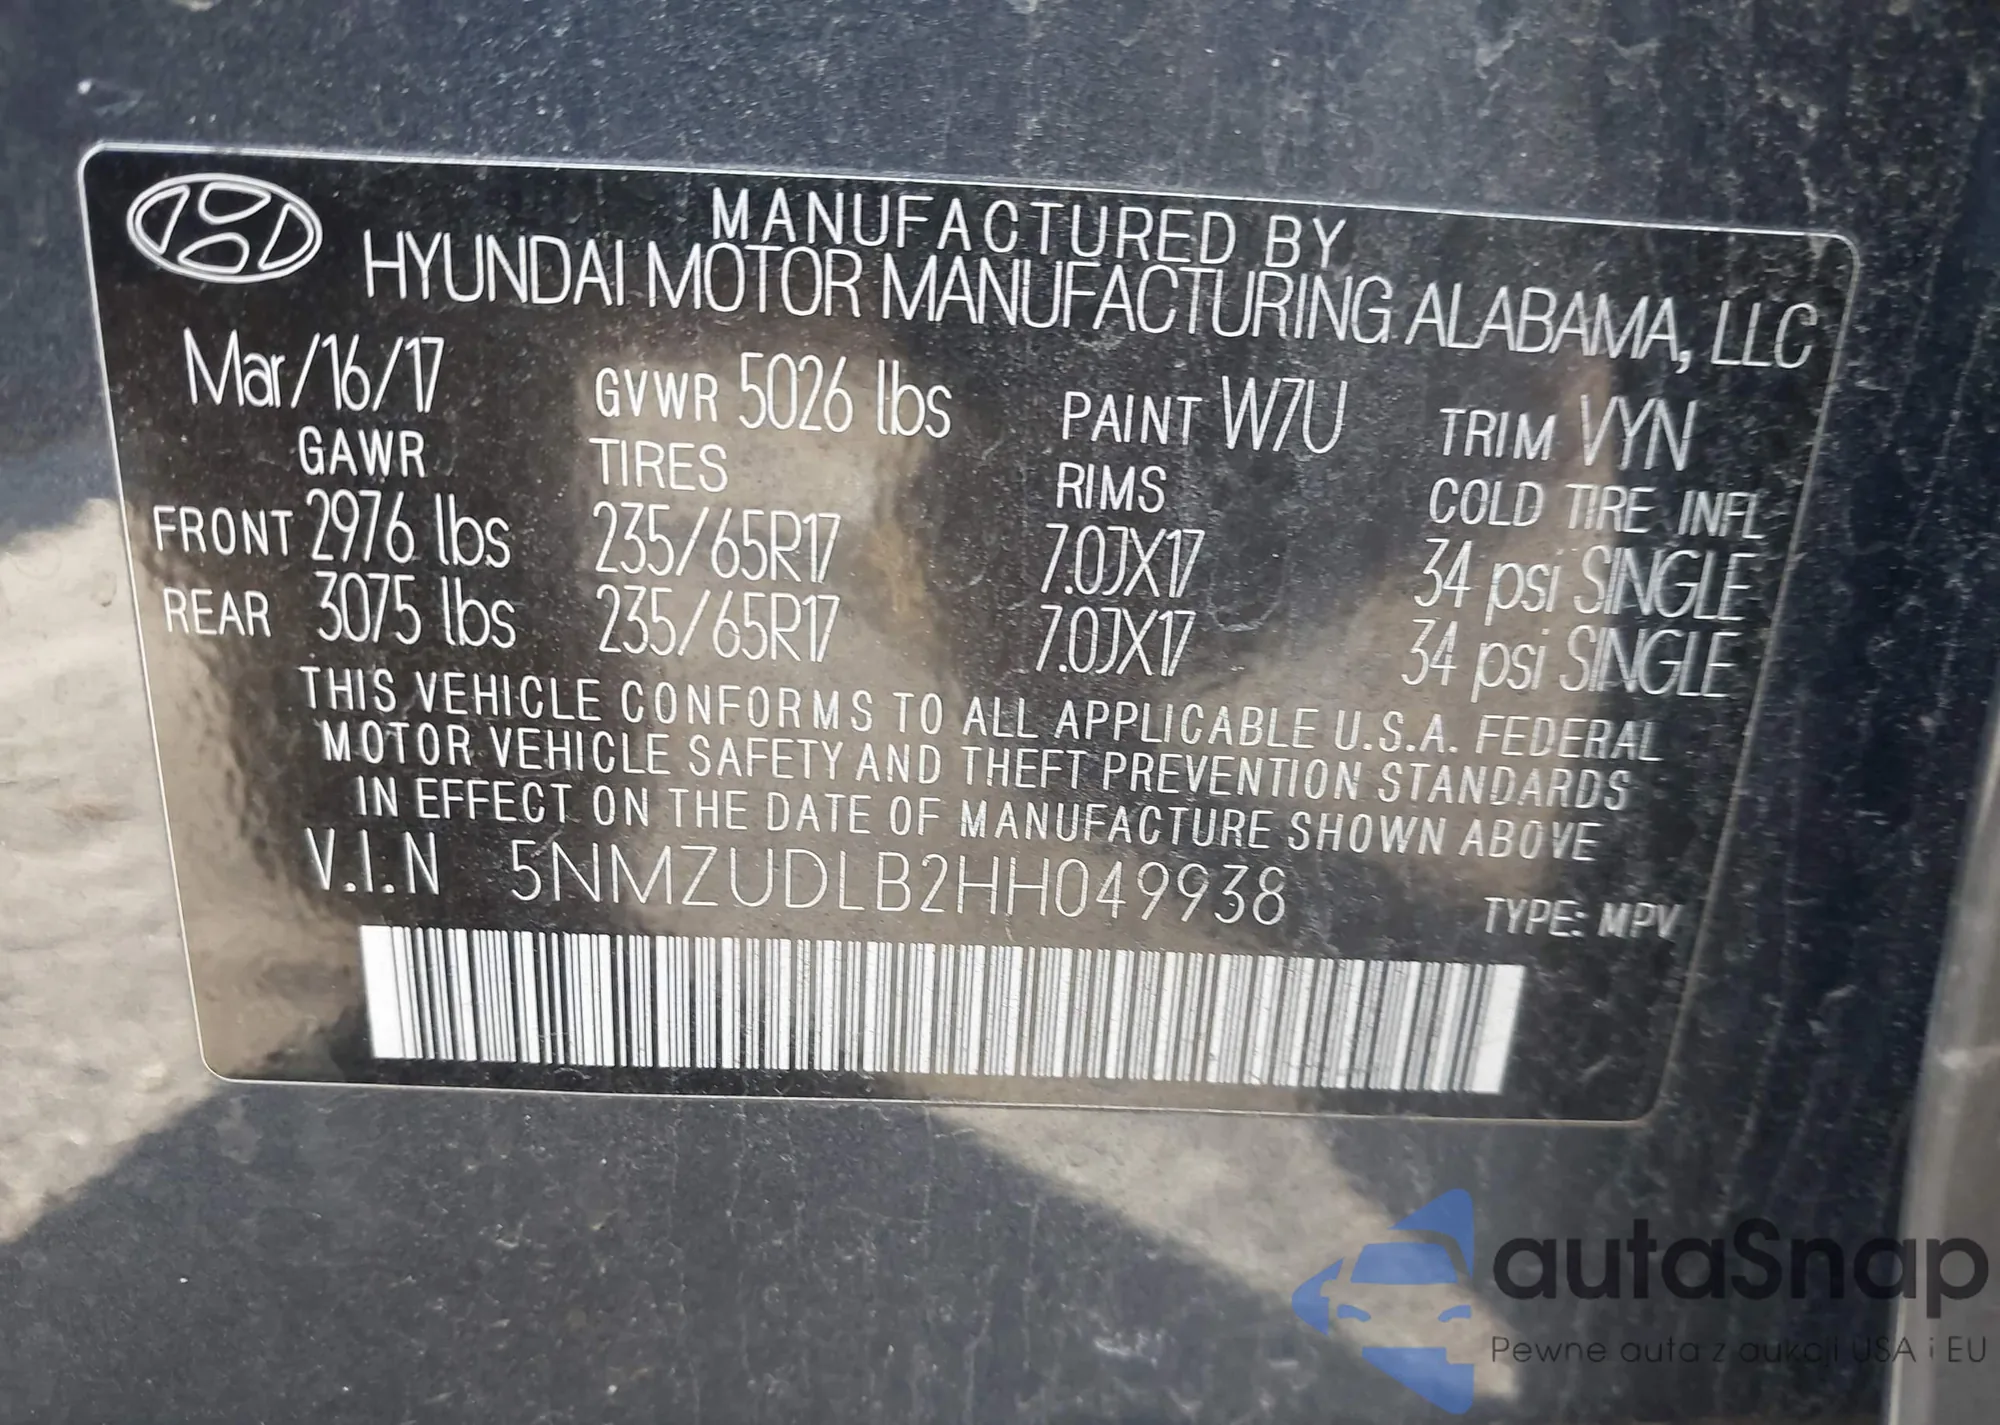 MANUFACTURED BY
HYUNDAI MOTOR MANUFACTURING ALABAMA, LLC
Mar/16/17 GVWR 5026 lbs PAINT W7U TRIM VYN
GAWR TIRES RIMS COLD TIRE INFL
FRONT 2976 lbs 235/65R17 7.0JX17 34 psi SINGLE
REAR 3075 lbs 235/65R17 7.0JX17 34 psi SINGLE
THIS VEHICLE CONFORMS TO ALL APPLICABLE U.S.A. FEDERAL
MOTOR VEHICLE SAFETY AND THEFT PREVENTION STANDARDS
IN EFFECT ON THE DATE OF MANUFACTURE SHOWN ABOVE
V.I.N 5NMZUDLB2HH049938 TYPE: MPV
autaSnap
Pewne auta z aukcji USA i EU